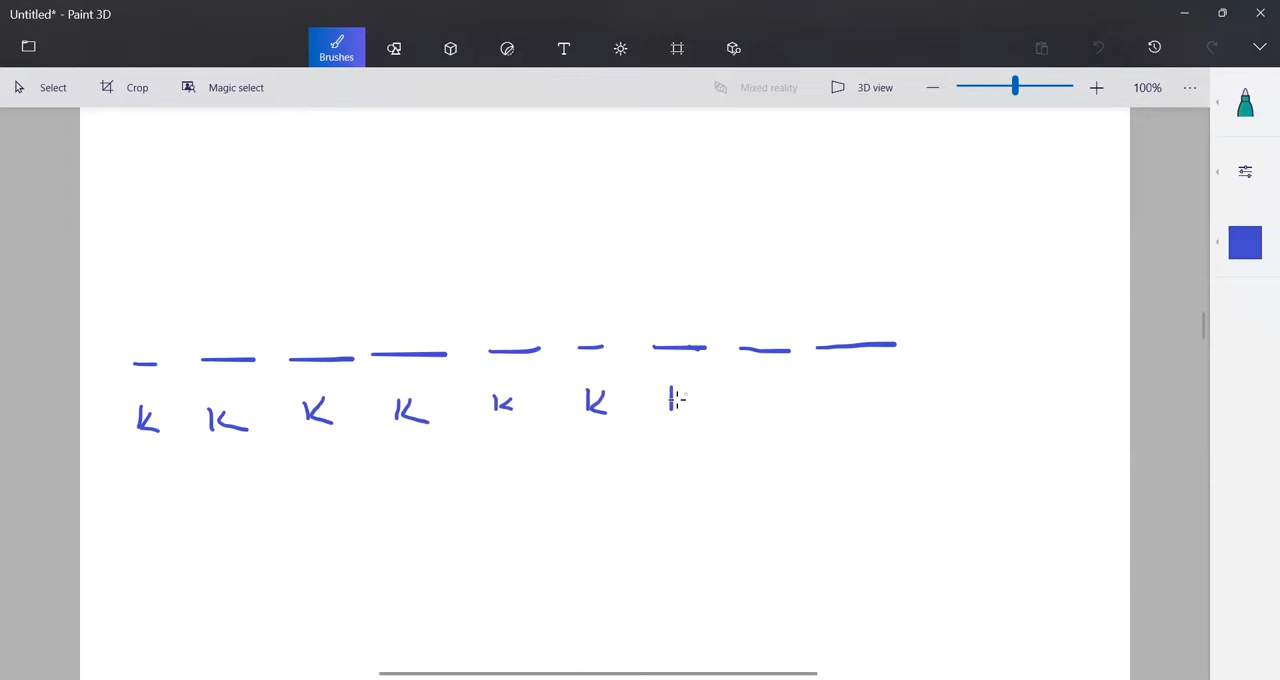 Untitled* - Paint 3D
Brushes
Select Crop Magic select Mixed reality 3D view 100%
K K K K K K